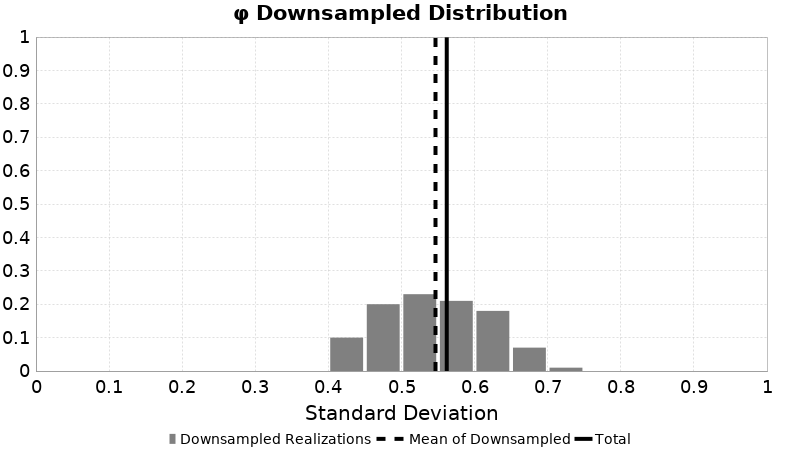 φ Downsampled Distribution
1
0.9
0.8
0.7
0.6
0.5
0.4
0.3
0.2
0.1
0
0 0.1 0.2 0.3 0.4 0.5 0.6 0.7 0.8 0.9 1
Standard Deviation
Downsampled Realizations Mean of Downsampled Total